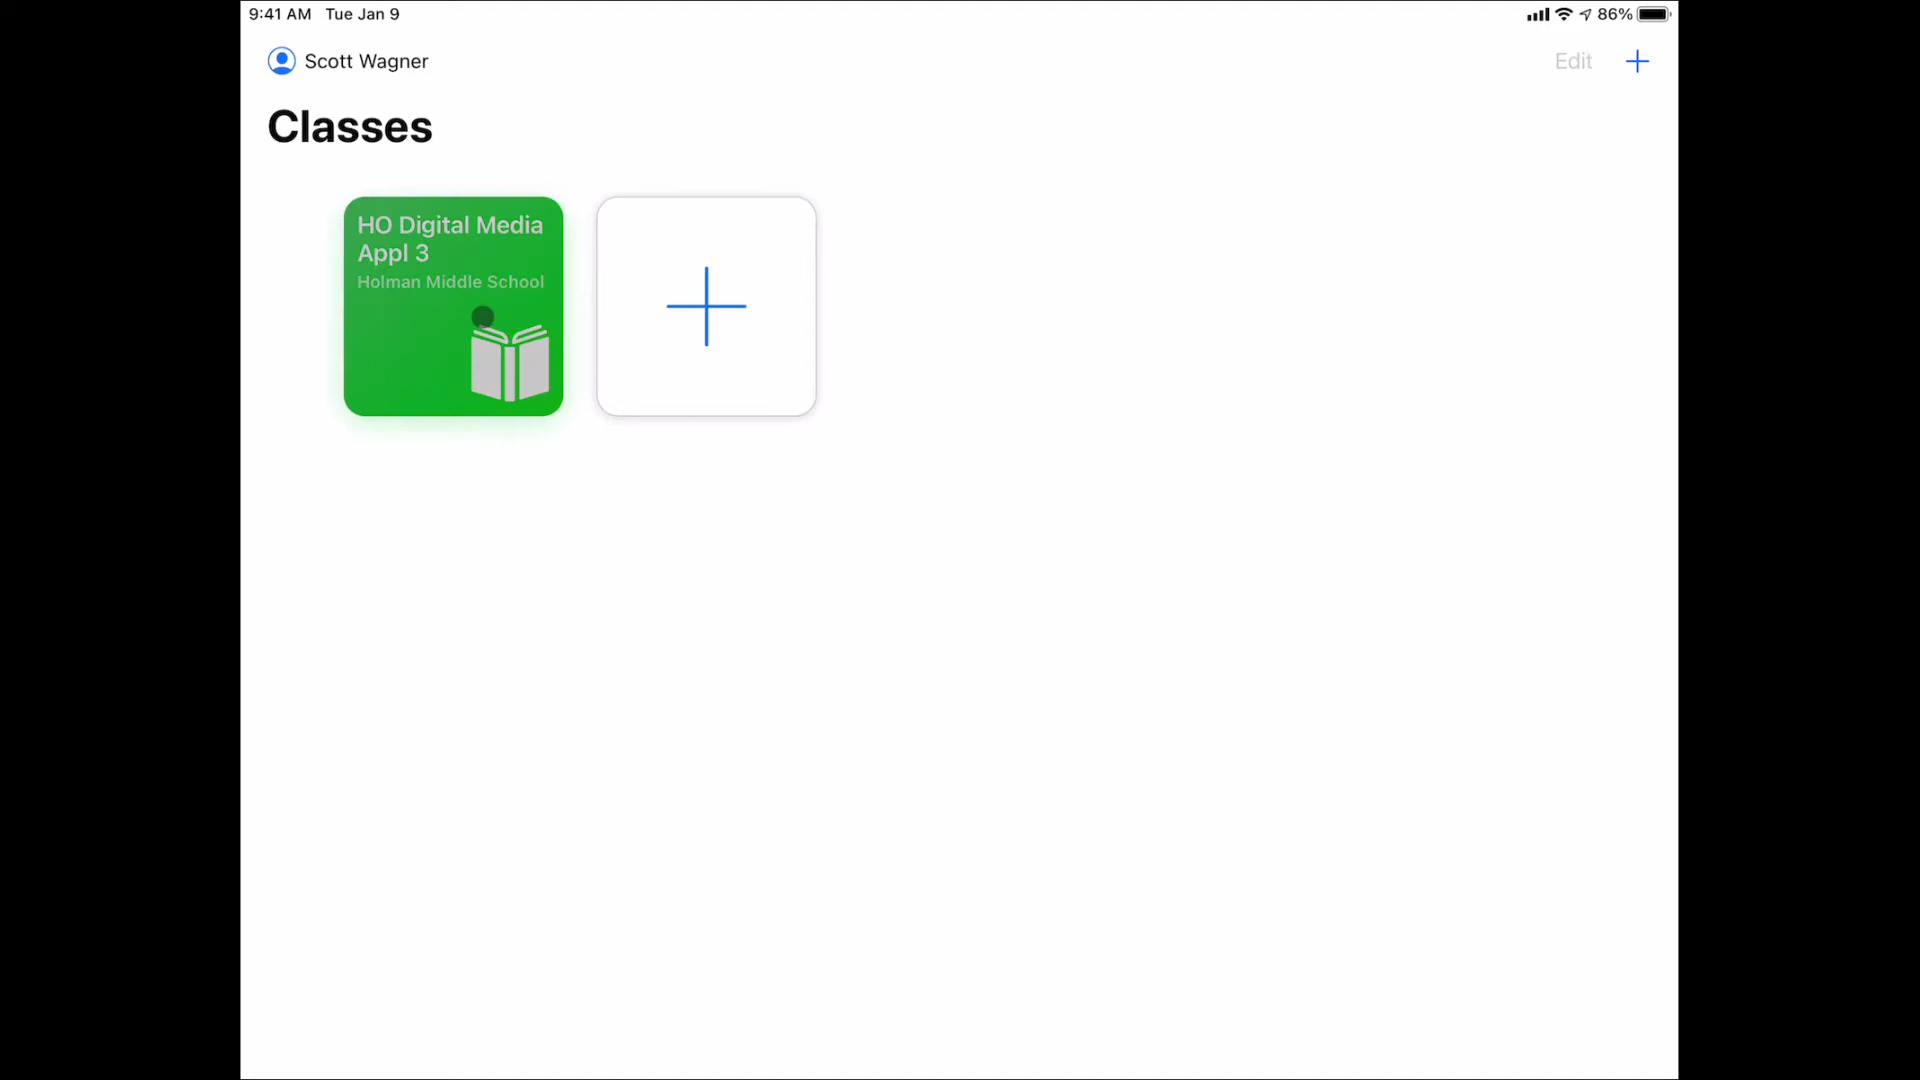 9:41 AM Tue Jan 9
86%
Scott Wagner
Edit
Classes
HO Digital Media
Appl 3
Holman Middle School